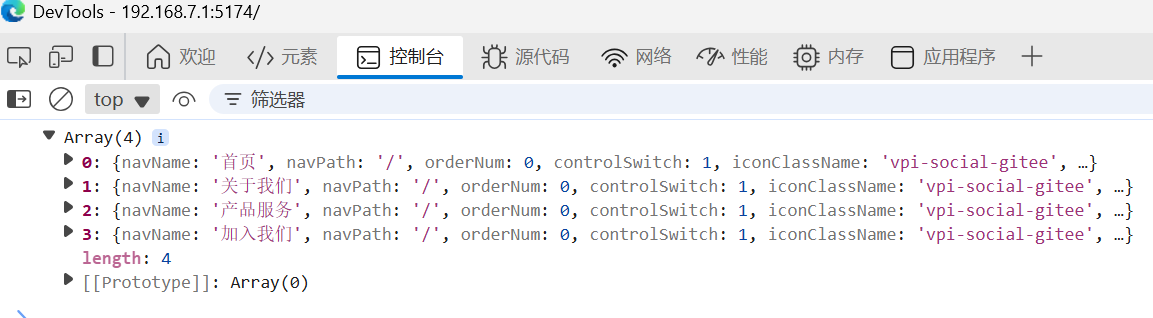 DevTools - 192.168.7.1:5174/
欢迎 元素 控制台 源代码 网络 性能 内存 应用程序
top 筛选器
Array(4) i
0: {navName: '首页', navPath: '/', orderNum: 0, controlSwitch: 1, iconClassName: 'vpi-social-gitee', …}
1: {navName: '关于我们', navPath: '/', orderNum: 0, controlSwitch: 1, iconClassName: 'vpi-social-gitee', …}
2: {navName: '产品服务', navPath: '/', orderNum: 0, controlSwitch: 1, iconClassName: 'vpi-social-gitee', …}
3: {navName: '加入我们', navPath: '/', orderNum: 0, controlSwitch: 1, iconClassName: 'vpi-social-gitee', …}
length: 4
[[Prototype]]: Array(0)